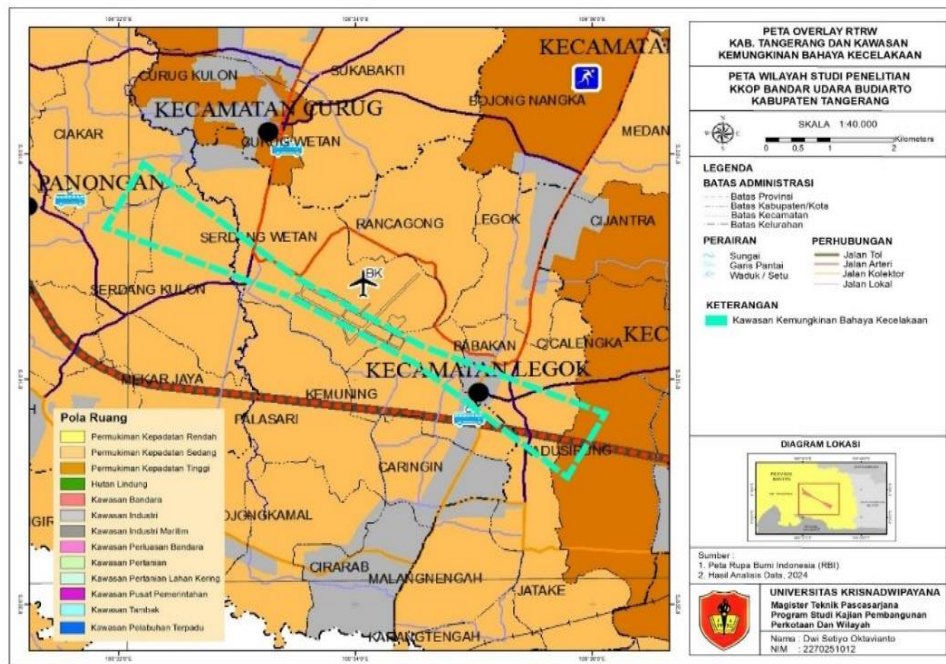 PETA OVERLAY RTRW
KAB. TANGERANG DAN KAWASAN
KEMUNGKINAN BAHAYA KECELAKAAN
PETA WILAYAH STUDI PENELITIAN
KKOP BANDAR UDARA BUDIARTO
KABUPATEN TANGERANG
SKALA 1:40.000
Kilometers
0 0.5 1 2
LEGENDA
BATAS ADMINISTRASI
Batas Provinsi
Batas Kabupaten/Kota
Batas Kecamatan
Batas Kelurahan
PERAIRAN
Sungai
Garis Pantai
Waduk / Setu
PERHUBUNGAN
Jalan Tol
Jalan Arteri
Jalan Kolektor
Jalan Lokal
KETERANGAN
Kawasan Kemungkinan Bahaya Kecelakaan
DIAGRAM LOKASI
Sumber :
1. Peta Rupa Bumi Indonesia (RBI)
2. Hasil Analisis Data, 2024
UNIVERSITAS KRISNADWIPAYANA
Magister Teknik Pascasarjana
Program Studi Kajian Pembangunan
Perkotaan Dan Wilayah
Nama : Dwi Setiyo Oktavianto
NIM : 2270251012
CURUG KULON
SUKABAKTI
KECAMATAN CURUG
CURUG WETAN
CIAKAR
PANONGAN
BOJONG NANGKA
MEDAN
LEGOK
CIJANTRA
RANCAGONG
SERDANG WETAN
BK
SERDANG KULON
BABAKAN
CICALENGKA
KECAMATAN LEGOK
MEKAR JAYA
KEMUNING
PALASARI
CARINGIN
CIRARAB
MALANGNENGAH
JATAKE
KARANGTENGAH
Pola Ruang
Permukiman Kepadatan Rendah
Permukiman Kepadatan Sedang
Permukiman Kepadatan Tinggi
Hutan Lindung
Kawasan Bandara
Kawasan Industri
Kawasan Industri Maritim
Kawasan Perluasan Bandara
Kawasan Pertanian
Kawasan Pertanian Lahan Kering
Kawasan Pusat Pemerintahan
Kawasan Tambak
Kawasan Pelabuhan Terpadu